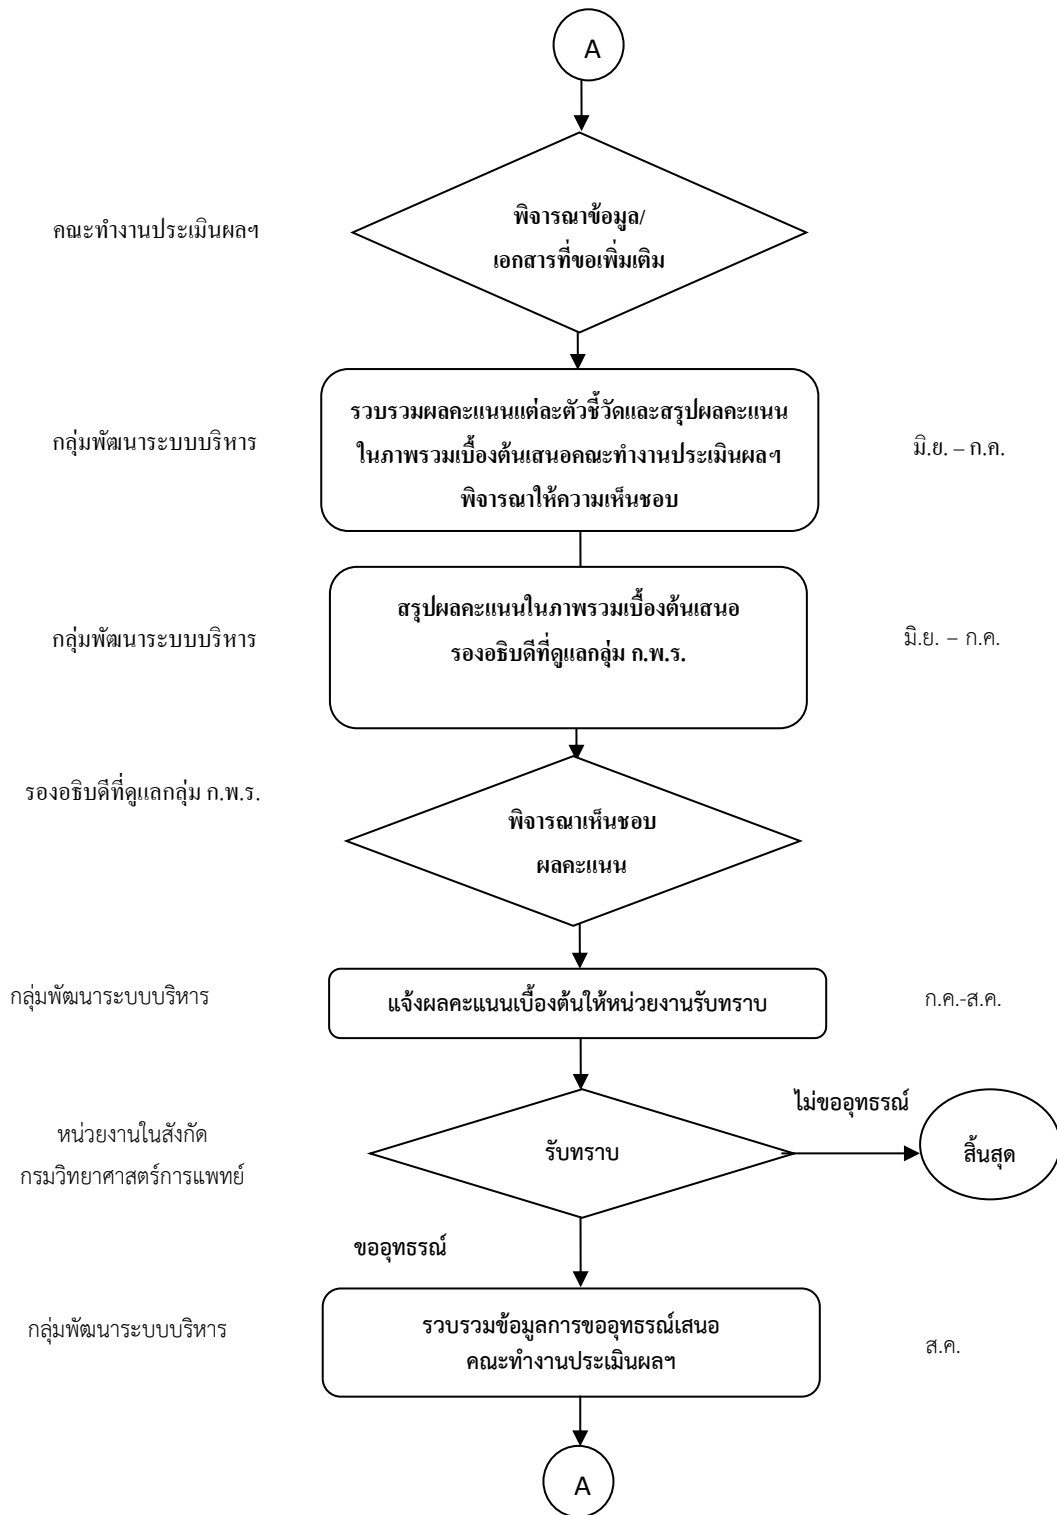 A
คณะทำงานประเมินผลฯ
พิจารณาข้อมูล/
เอกสารที่ขอเพิ่มเติม
กลุ่มพัฒนาระบบบริหาร
รวบรวมผลคะแนนแต่ละตัวชี้วัดและสรุปผลคะแนน
ในภาพรวมเบื้องต้นเสนอคณะทำงานประเมินผลฯ
พิจารณาให้ความเห็นชอบ
มิ.ย. – ก.ค.
กลุ่มพัฒนาระบบบริหาร
สรุปผลคะแนนในภาพรวมเบื้องต้นเสนอ
รองอธิบดีที่ดูแลกลุ่ม ก.พ.ร.
มิ.ย. – ก.ค.
รองอธิบดีที่ดูแลกลุ่ม ก.พ.ร.
พิจารณาเห็นชอบ
ผลคะแนน
กลุ่มพัฒนาระบบบริหาร
แจ้งผลคะแนนเบื้องต้นให้หน่วยงานรับทราบ
ก.ค.-ส.ค.
หน่วยงานในสังกัด
กรมวิทยาศาสตร์การแพทย์
รับทราบ
ไม่ขออุทธรณ์
สิ้นสุด
ขออุทธรณ์
กลุ่มพัฒนาระบบบริหาร
รวบรวมข้อมูลการขออุทธรณ์เสนอ
คณะทำงานประเมินผลฯ
ส.ค.
A